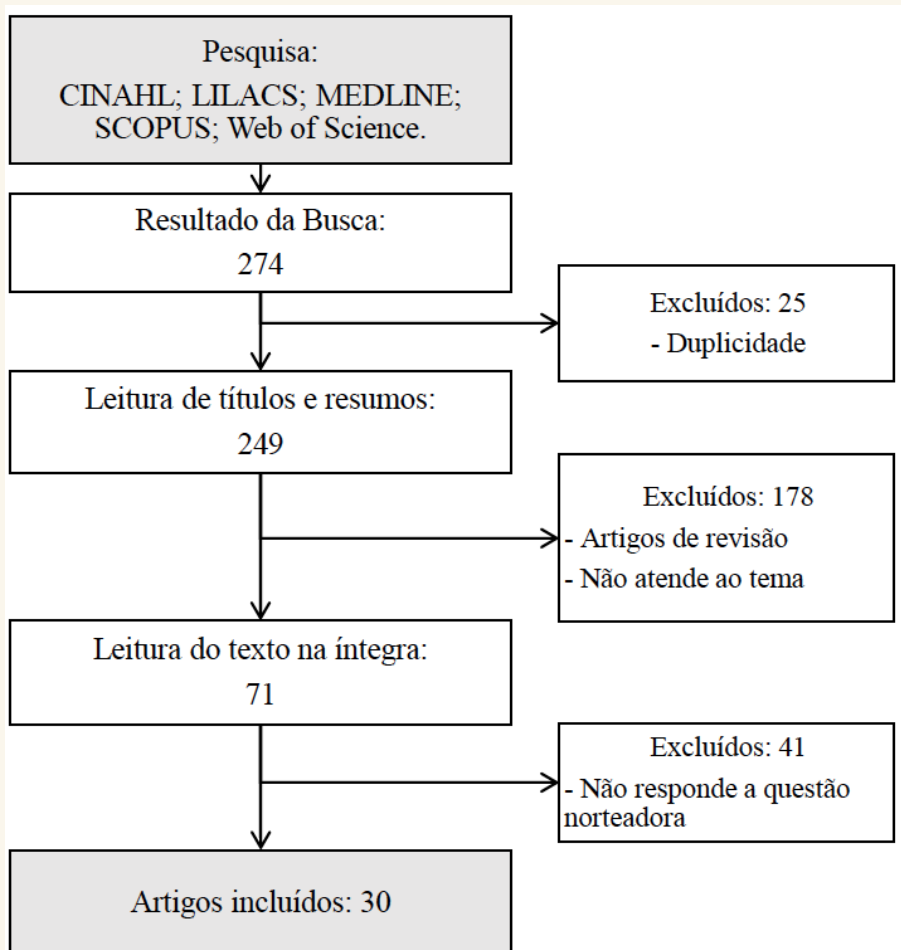 Pesquisa:
CINAHL; LILACS; MEDLINE;
SCOPUS; Web of Science.
Resultado da Busca:
274
Excluídos: 25
- Duplicidade
Leitura de títulos e resumos:
249
Excluídos: 178
- Artigos de revisão
- Não atende ao tema
Leitura do texto na íntegra:
71
Excluídos: 41
- Não responde a questão
norteadora
Artigos incluídos: 30